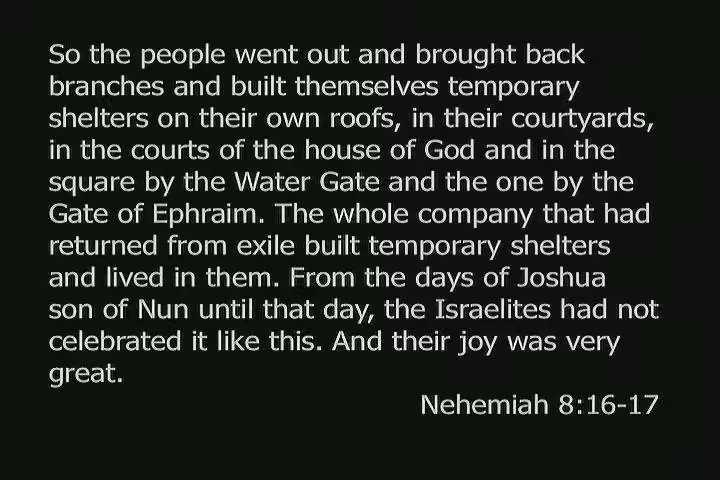 So the people went out and brought back
branches and built themselves temporary
shelters on their own roofs, in their courtyards,
in the courts of the house of God and in the
square by the Water Gate and the one by the
Gate of Ephraim. The whole company that had
returned from exile built temporary shelters
and lived in them. From the days of Joshua
son of Nun until that day, the Israelites had not
celebrated it like this. And their joy was very
great.
Nehemiah 8:16-17